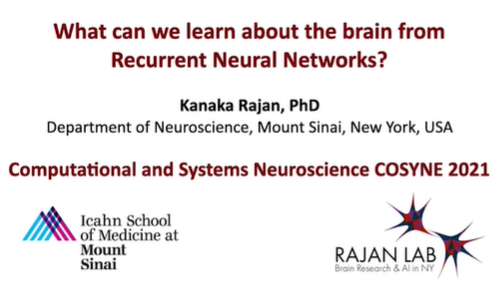 What can we learn about the brain from
Recurrent Neural Networks?
Kanaka Rajan, PhD
Department of Neuroscience, Mount Sinai, New York, USA
Computational and Systems Neuroscience COSYNE 2021
Icahn School
of Medicine at
Mount
Sinai
RAJAN LAB
Brain Research & AI in NY